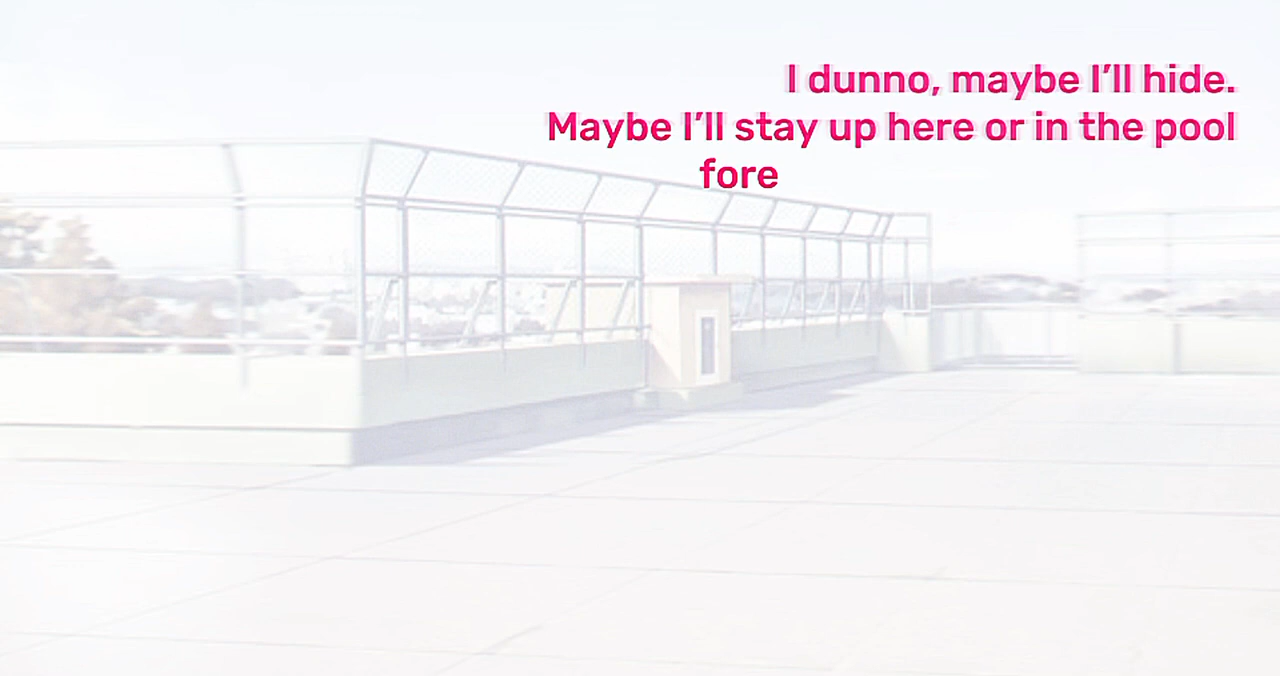 I dunno, maybe I’ll hide.
Maybe I’ll stay up here or in the pool
fore